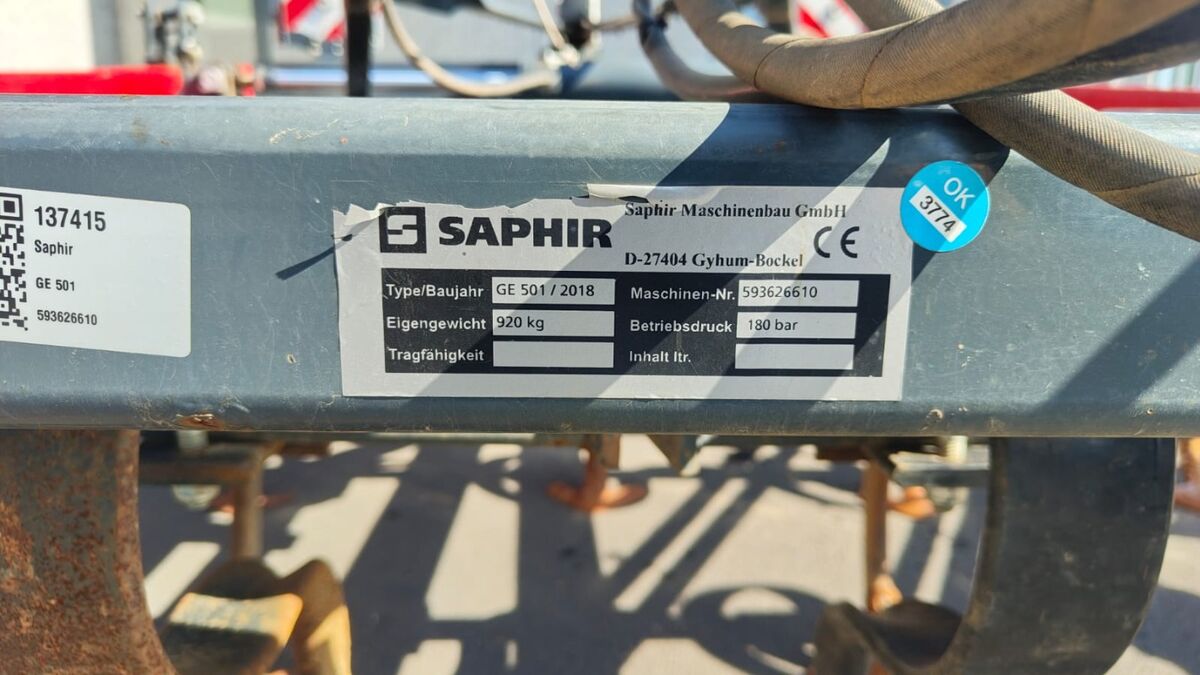 137415
Saphir
GE 501
593626610
SAPHIR
Saphir Maschinenbau GmbH
CE
D-27404 Gyhum-Bockel
Type/Baujahr GE 501 / 2018 Maschinen-Nr. 593626610
Eigengewicht 920 kg Betriebsdruck 180 bar
Tragfähigkeit Inhalt ltr.
OK
3774